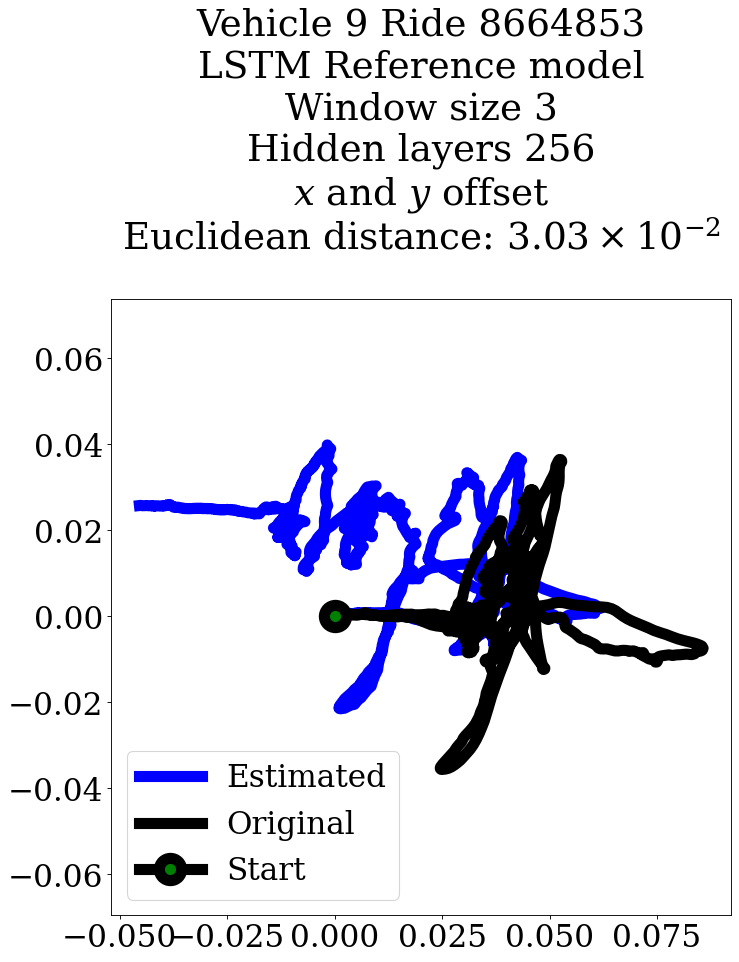 Vehicle 9 Ride 8664853
LSTM Reference model
Window size 3
Hidden layers 256
x and y offset
Euclidean distance: 3.03 × 10⁻²
0.06
0.04
0.02
0.00
−0.02
−0.04
−0.06
Estimated
Original
Start
−0.050 −0.025 0.000 0.025 0.050 0.075